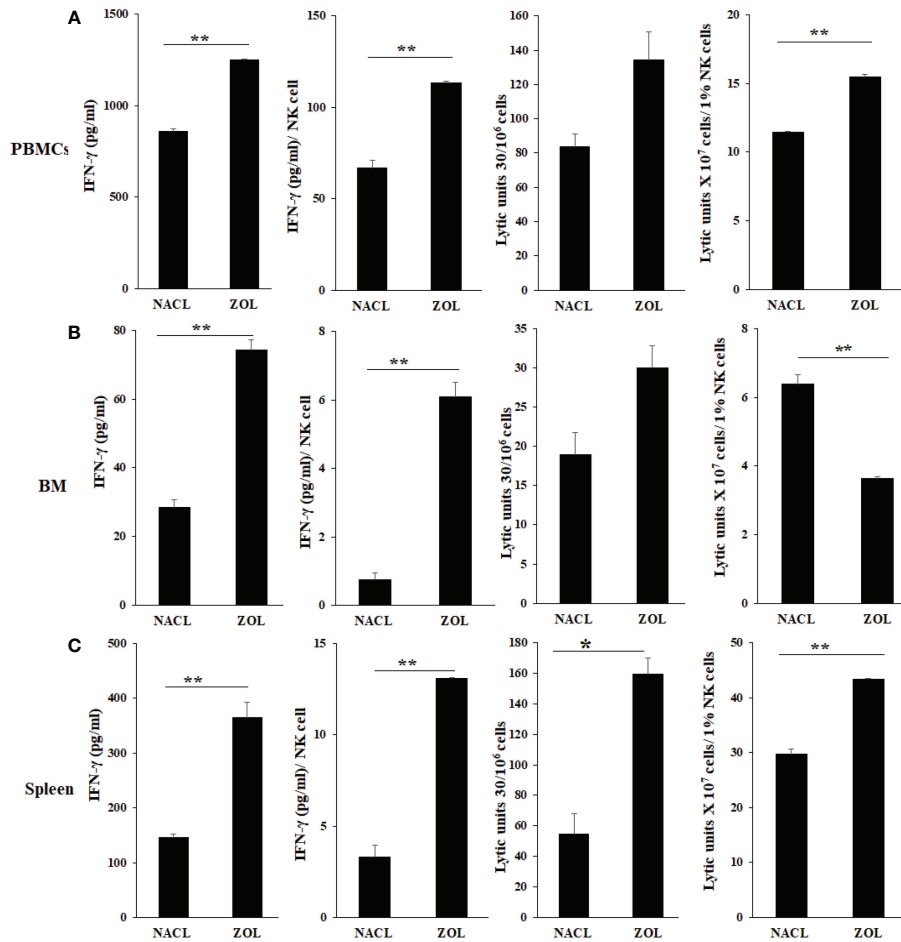 A
PBMCs
IFN-γ (pg/ml)
1500
1000
500
0
**
NACL
ZOL
IFN-γ (pg/ml)/ NK cell
150
100
50
0
**
NACL
ZOL
Lytic units 30/10⁶ cells
160
140
120
100
80
60
40
20
0
NACL
ZOL
Lytic units X 10⁷ cells/ 1% NK cells
20
15
10
5
0
**
NACL
ZOL
B
BM
IFN-γ (pg/ml)
80
60
40
20
0
**
NACL
ZOL
IFN-γ (pg/ml)/ NK cell
8
6
4
2
0
**
NACL
ZOL
Lytic units 30/10⁶ cells
35
30
25
20
15
10
5
0
NACL
ZOL
Lytic units X 10⁷ cells/ 1% NK cells
8
6
4
2
0
**
NACL
ZOL
C
Spleen
IFN-γ (pg/ml)
500
400
300
200
100
0
**
NACL
ZOL
IFN-γ (pg/ml)/ NK cell
15
10
5
0
**
NACL
ZOL
Lytic units 30/10⁶ cells
180
160
140
120
100
80
60
40
20
0
*
NACL
ZOL
Lytic units X 10⁷ cells/ 1% NK cells
50
40
30
20
10
0
**
NACL
ZOL